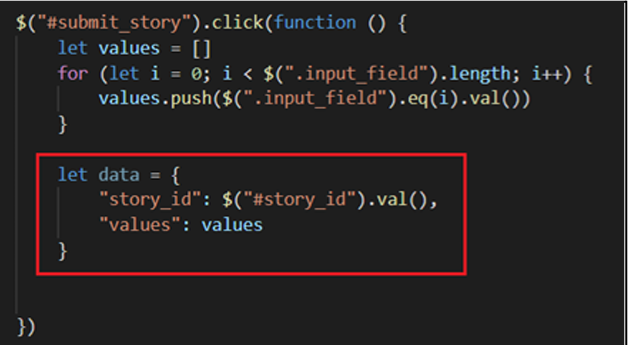 $("#submit_story").click(function () {
    let values = []
    for (let i = 0; i < $(".input_field").length; i++) {
        values.push($(".input_field").eq(i).val())
    }
    let data = {
        "story_id": $("#story_id").val(),
        "values": values
    }
})